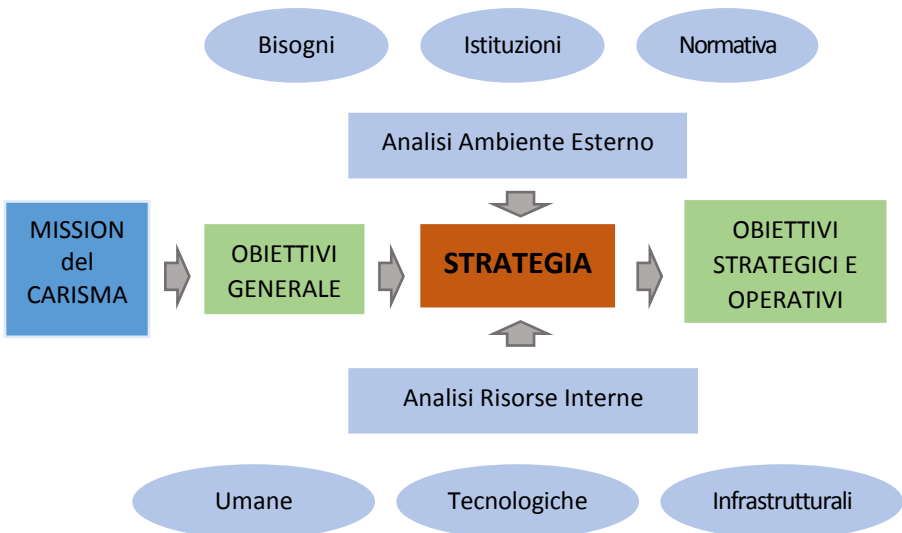 Bisogni
Istituzioni
Normativa
Analisi Ambiente Esterno
MISSION
del
CARISMA
OBIETTIVI
GENERALE
STRATEGIA
OBIETTIVI
STRATEGICI E
OPERATIVI
Analisi Risorse Interne
Umane
Tecnologiche
Infrastrutturali